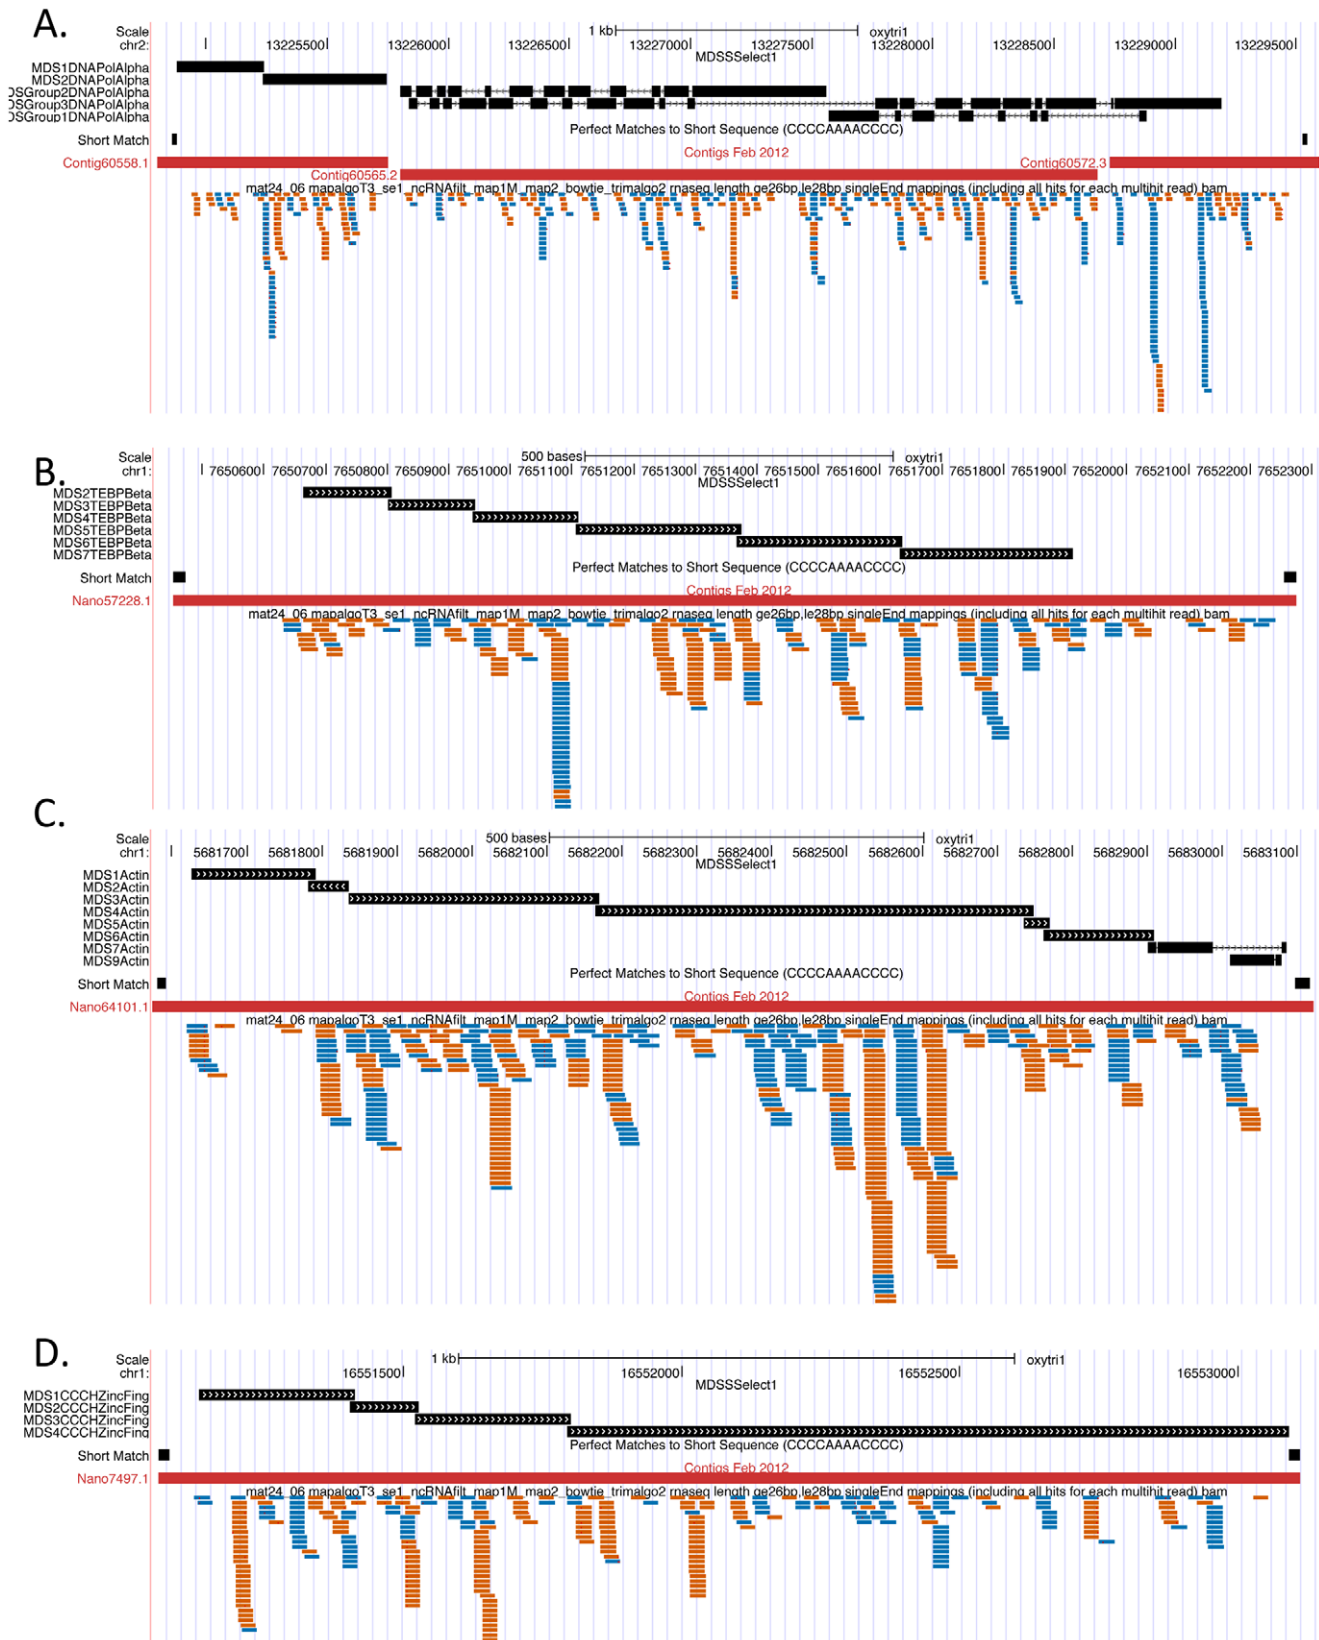 A.
Scale 1 kb oxytri1
chr2: 13225500 13226000 13226500 13227000 13227500 13228000 13228500 13229000 13229500
MDSSSelect1
MDS1DNAPolAlpha
MDS2DNAPolAlpha
DSGroup2DNAPolAlpha
DSGroup3DNAPolAlpha
DSGroup1DNAPolAlpha
Perfect Matches to Short Sequence (CCCCAAAACCCC)
Short Match
Contigs Feb 2012
Contig60558.1 Contig60572.3
Contig60565.2
mat24_06 mapalgoT3_se1_ncRNAfilt_map1M_map2_bowtie_trimalgo2 rnaseq length ge26bp,le28bp singleEnd mappings (including all hits for each multihit read) bam
B.
Scale 500 bases oxytri1
chr1: 7650600 7650700 7650800 7650900 7651000 7651100 7651200 7651300 7651400 7651500 7651600 7651700 7651800 7651900 7652000 7652100 7652200 7652300
MDSSSelect1
MDS2TEBPBeta
MDS3TEBPBeta
MDS4TEBPBeta
MDS5TEBPBeta
MDS6TEBPBeta
MDS7TEBPBeta
Perfect Matches to Short Sequence (CCCCAAAACCCC)
Short Match
Contigs Feb 2012
Nano57228.1
mat24_06 mapalgoT3_se1_ncRNAfilt_map1M_map2_bowtie_trimalgo2 rnaseq length ge26bp,le28bp singleEnd mappings (including all hits for each multihit read) bam
C.
Scale 500 bases oxytri1
chr1: 5681700 5681800 5681900 5682000 5682100 5682200 5682300 5682400 5682500 5682600 5682700 5682800 5682900 5683000 5683100
MDSSSelect1
MDS1Actin
MDS2Actin
MDS3Actin
MDS4Actin
MDS5Actin
MDS6Actin
MDS7Actin
MDS9Actin
Perfect Matches to Short Sequence (CCCCAAAACCCC)
Short Match
Contigs Feb 2012
Nano64101.1
mat24_06 mapalgoT3_se1_ncRNAfilt_map1M_map2_bowtie_trimalgo2 rnaseq length ge26bp,le28bp singleEnd mappings (including all hits for each multihit read) bam
D.
Scale 1 kb oxytri1
chr1: 16551500 16552000 16552500 16553000
MDSSSelect1
MDS1CCCHZincFing
MDS2CCCHZincFing
MDS3CCCHZincFing
MDS4CCCHZincFing
Perfect Matches to Short Sequence (CCCCAAAACCCC)
Short Match
Contigs Feb 2012
Nano7497.1
mat24_06 mapalgoT3_se1_ncRNAfilt_map1M_map2_bowtie_trimalgo2 rnaseq length ge26bp,le28bp singleEnd mappings (including all hits for each multihit read) bam